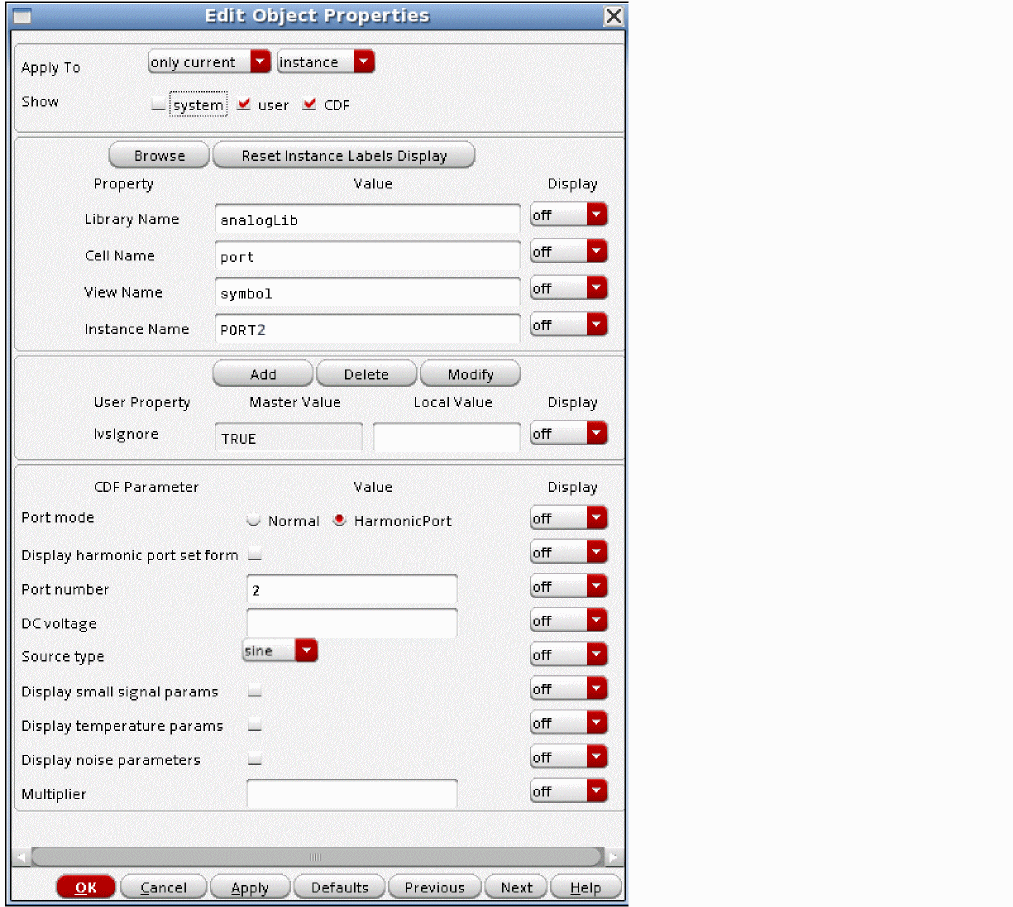 Edit Object Properties
Apply To only current instance
Show system user CDF
Browse Reset Instance Labels Display
Property Value Display
Library Name analogLib off
Cell Name port off
View Name symbol off
Instance Name PORT2 off
Add Delete Modify
User Property Master Value Local Value Display
lvsIgnore TRUE off
CDF Parameter Value Display
Port mode Normal HarmonicPort off
Display harmonic port set form off
Port number 2 off
DC voltage off
Source type sine off
Display small signal params off
Display temperature params off
Display noise parameters off
Multiplier off
OK Cancel Apply Defaults Previous Next Help